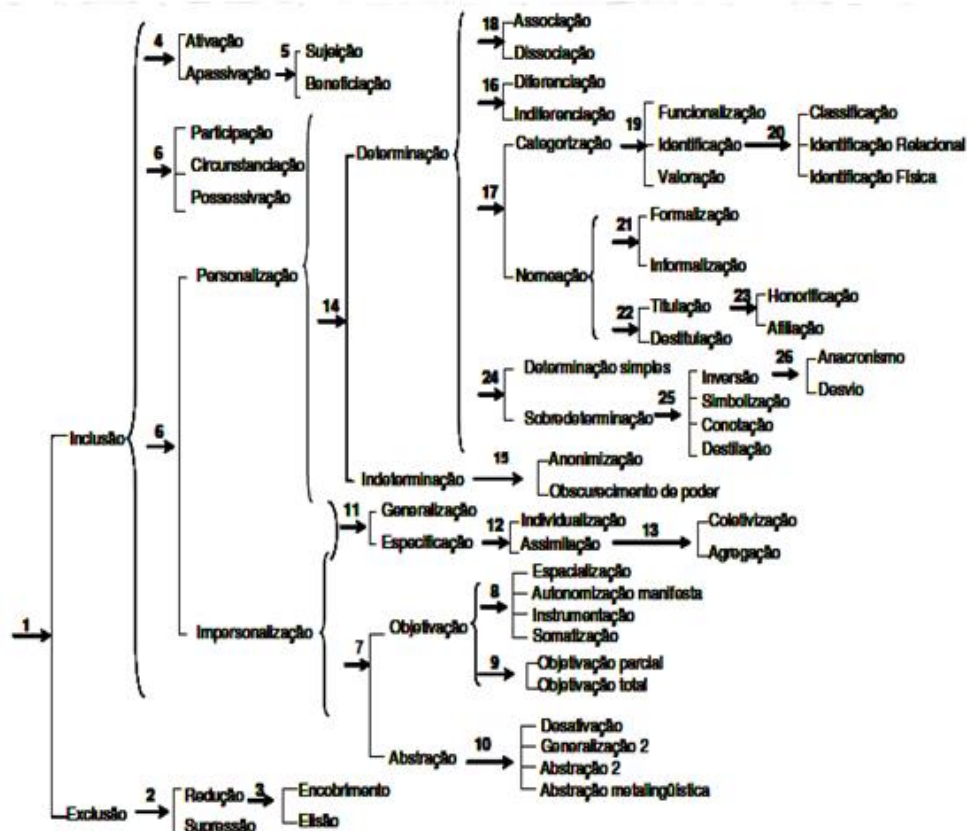 18
Associação
Dissociação
4
Ativação
Apassivação
5
Sujeição
Beneficiação
16
Diferenciação
Indiferenciação
6
Participação
Circunstanciação
Possessivação
Determinação
Categorização
19
Funcionalização
Identificação
Valoração
20
Classificação
Identificação Relacional
Identificação Física
17
Nomeação
21
Formalização
Informalização
22
Titulação
Destitulação
23
Honorificação
Afiliação
Personalização
14
24
Determinação simples
Sobredeterminação
25
Inversão
Simbolização
Conotação
Destilação
26
Anacronismo
Desvio
Inclusão
6
Indeterminação
15
Anonimização
Obscurecimento de poder
11
Generalização
Especificação
12
Individualização
Assimilação
13
Coletivização
Agregação
1
Impersonalização
7
Objetivação
8
Espacialização
Autonomização manifesta
Instrumentação
Somatização
9
Objetivação parcial
Objetivação total
Abstração
10
Desativação
Generalização 2
Abstração 2
Abstração metalingüística
Exclusão
2
Redução
Supressão
3
Encobrimento
Elisão